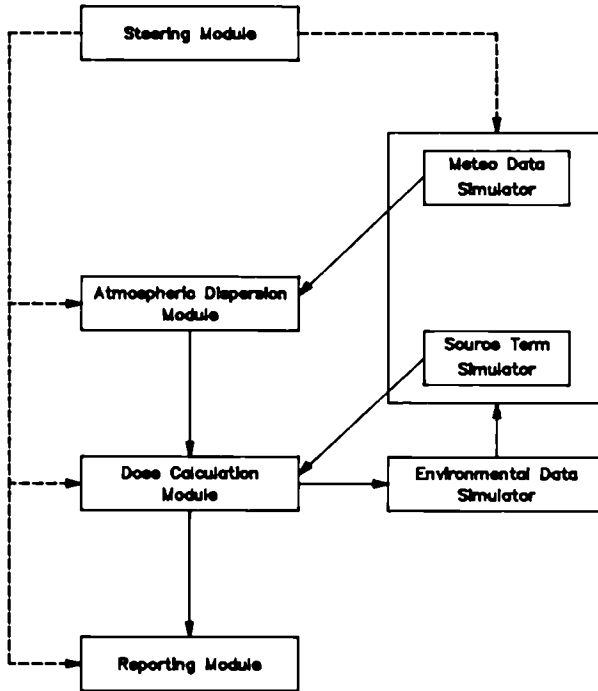 Steering Module
Meteo Data
Simulator
Atmospheric Dispersion
Module
Source Term
Simulator
Dose Calculation
Module
Environmental Data
Simulator
Reporting Module